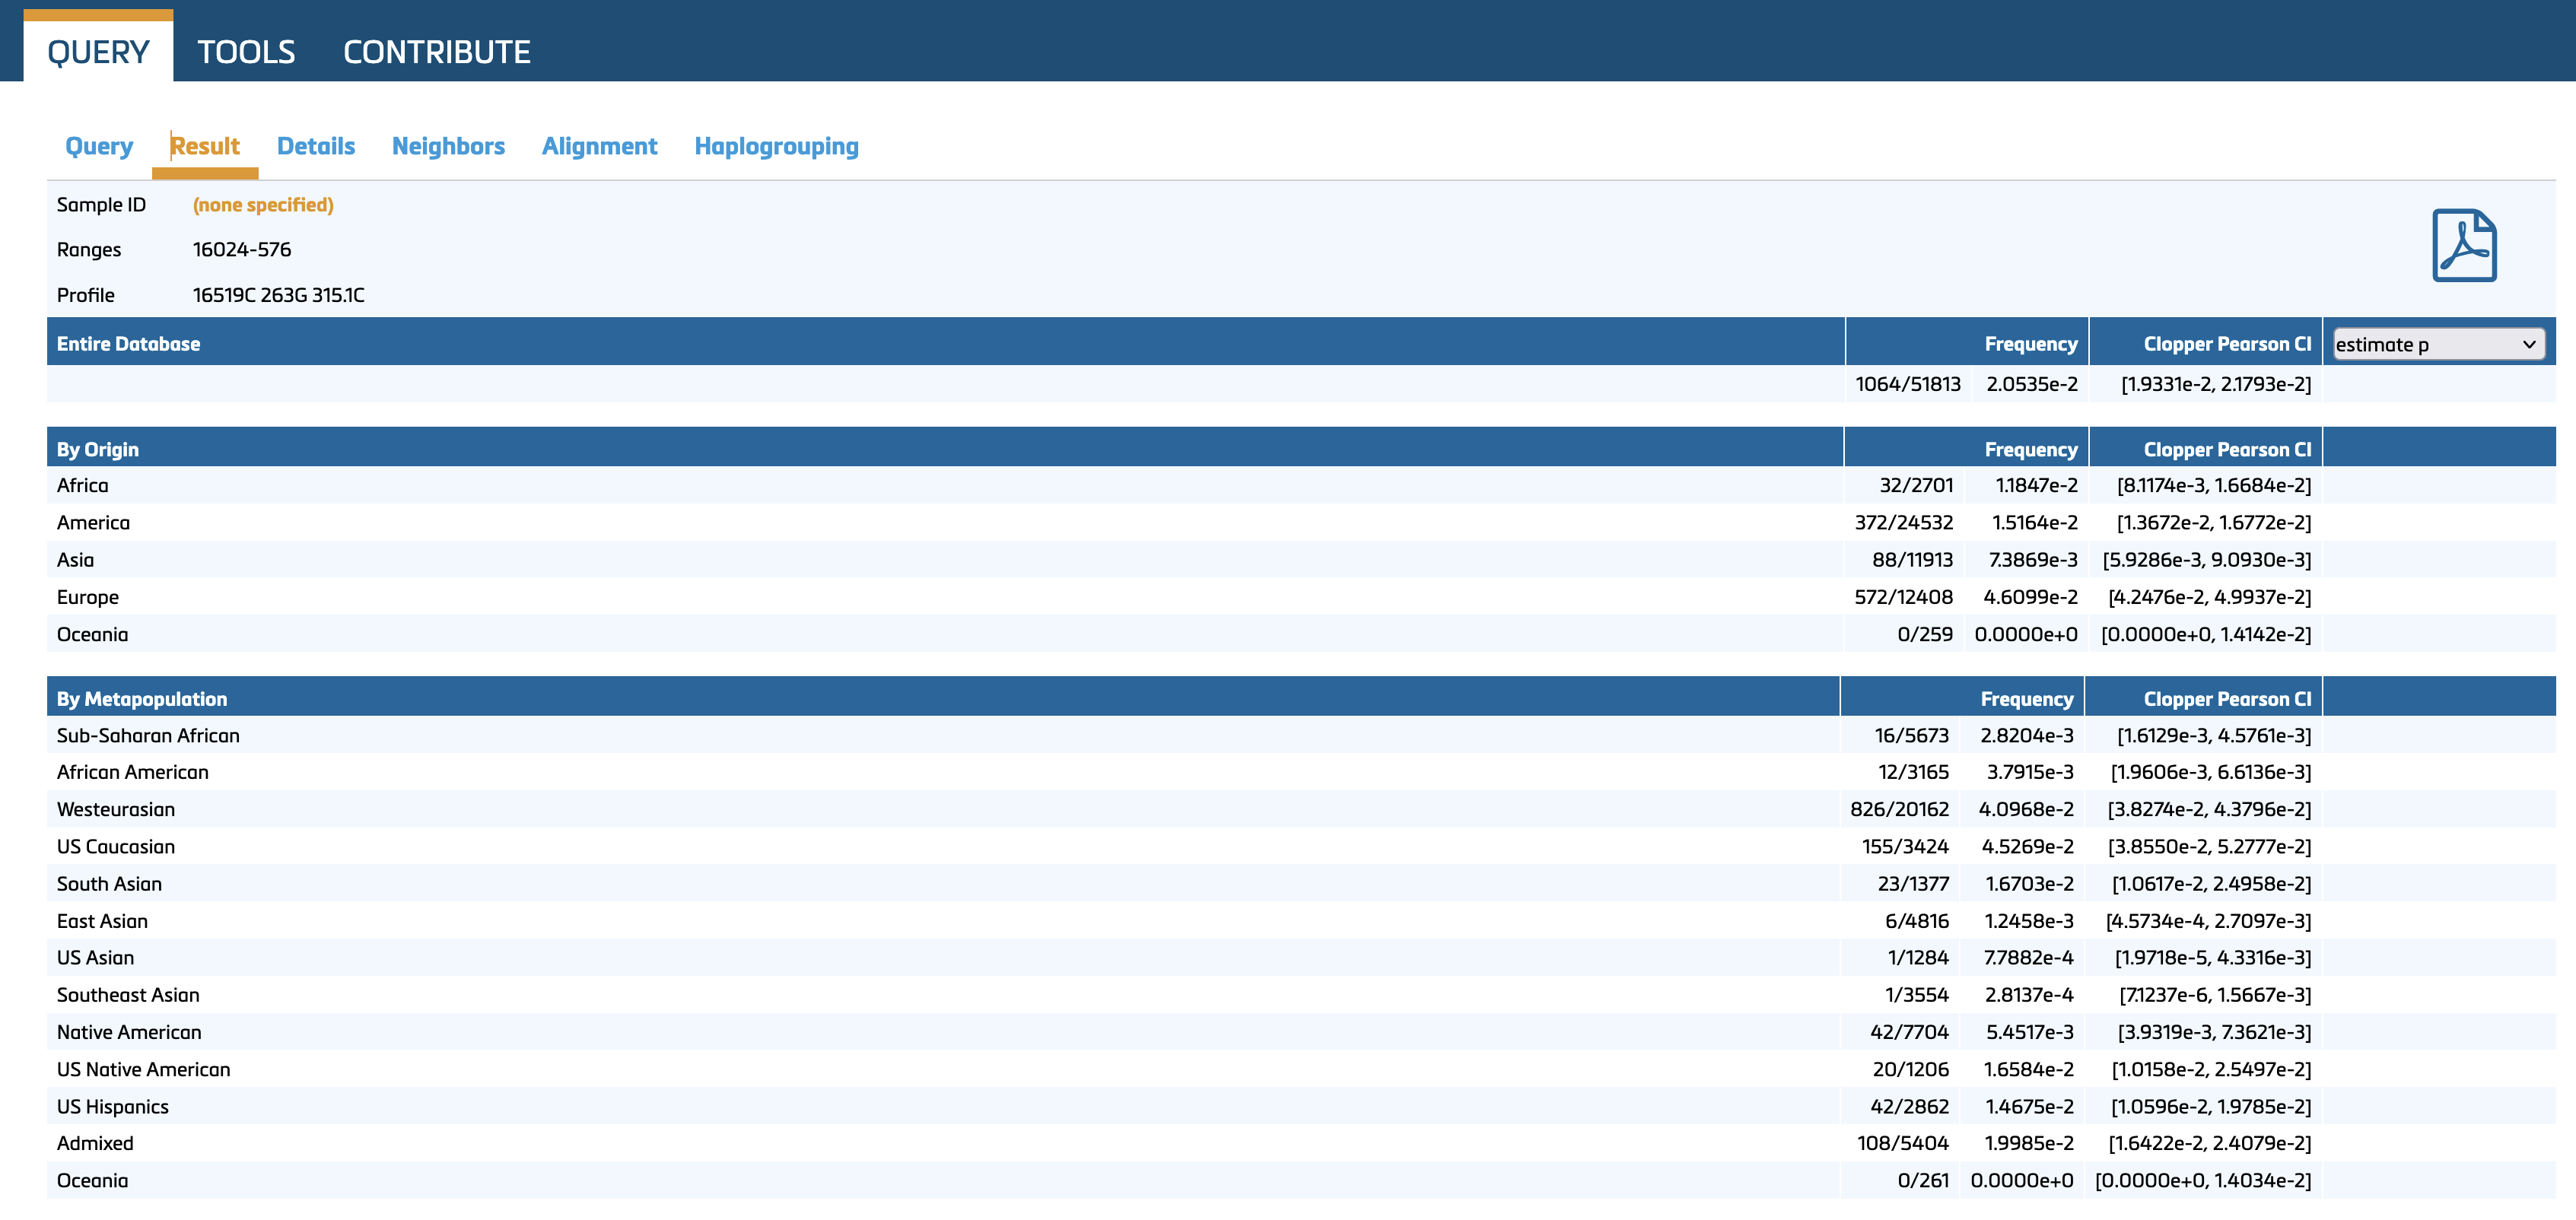 QUERY TOOLS CONTRIBUTE
Query Result Details Neighbors Alignment Haplogrouping
Sample ID (none specified)
Ranges 16024-576
Profile 16519C 263G 315.1C
Entire Database Frequency Clopper Pearson CI estimate p
1064/51813 2.0535e-2 [1.9331e-2, 2.1793e-2]
By Origin Frequency Clopper Pearson CI
Africa 32/2701 1.1847e-2 [8.1174e-3, 1.6684e-2]
America 372/24532 1.5164e-2 [1.3672e-2, 1.6772e-2]
Asia 88/11913 7.3869e-3 [5.9286e-3, 9.0930e-3]
Europe 572/12408 4.6099e-2 [4.2476e-2, 4.9937e-2]
Oceania 0/259 0.0000e+0 [0.0000e+0, 1.4142e-2]
By Metapopulation Frequency Clopper Pearson CI
Sub-Saharan African 16/5673 2.8204e-3 [1.6129e-3, 4.5761e-3]
African American 12/3165 3.7915e-3 [1.9606e-3, 6.6136e-3]
Westeurasian 826/20162 4.0968e-2 [3.8274e-2, 4.3796e-2]
US Caucasian 155/3424 4.5269e-2 [3.8550e-2, 5.2777e-2]
South Asian 23/1377 1.6703e-2 [1.0617e-2, 2.4958e-2]
East Asian 6/4816 1.2458e-3 [4.5734e-4, 2.7097e-3]
US Asian 1/1284 7.7882e-4 [1.9718e-5, 4.3316e-3]
Southeast Asian 1/3554 2.8137e-4 [7.1237e-6, 1.5667e-3]
Native American 42/7704 5.4517e-3 [3.9319e-3, 7.3621e-3]
US Native American 20/1206 1.6584e-2 [1.0158e-2, 2.5497e-2]
US Hispanics 42/2862 1.4675e-2 [1.0596e-2, 1.9785e-2]
Admixed 108/5404 1.9985e-2 [1.6422e-2, 2.4079e-2]
Oceania 0/261 0.0000e+0 [0.0000e+0, 1.4034e-2]